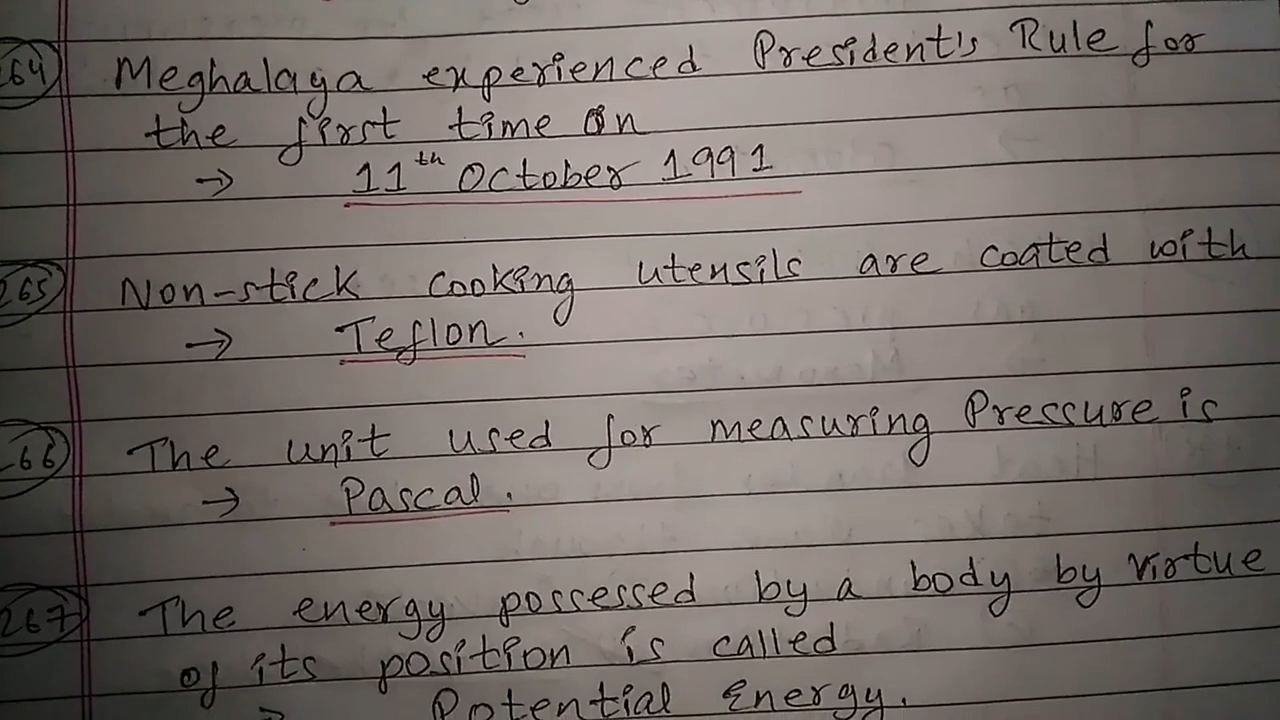 264 Meghalaya experienced President's Rule for
the first time on
→ 11th October 1991
265 Non-stick cooking utensils are coated with
→ Teflon.
266 The unit used for measuring Pressure is
→ Pascal.
267 The energy possessed by a body by virtue
of its position is called
→ Potential Energy.